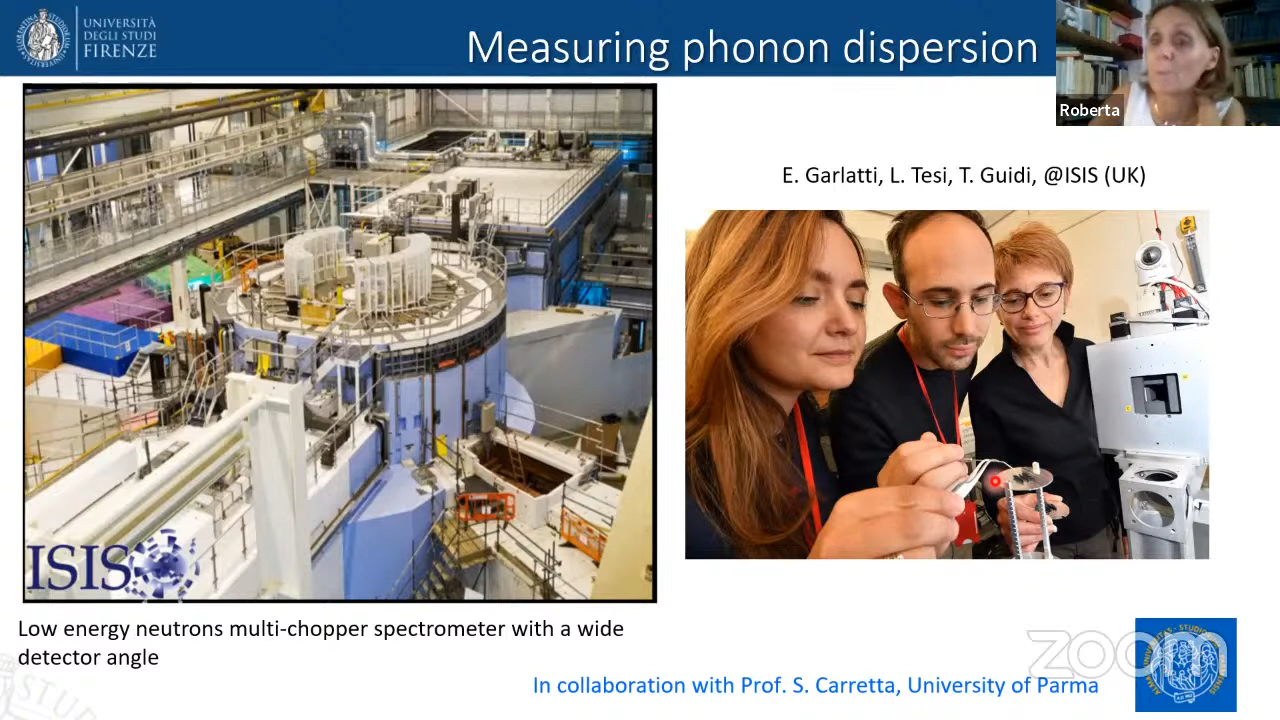 UNIVERSITÀ
DEGLI STUDI
FIRENZE
Measuring phonon dispersion
Roberta
E. Garlatti, L. Tesi, T. Guidi, @ISIS (UK)
ISIS
Low energy neutrons multi-chopper spectrometer with a wide
detector angle
zoom
In collaboration with Prof. S. Carretta, University of Parma